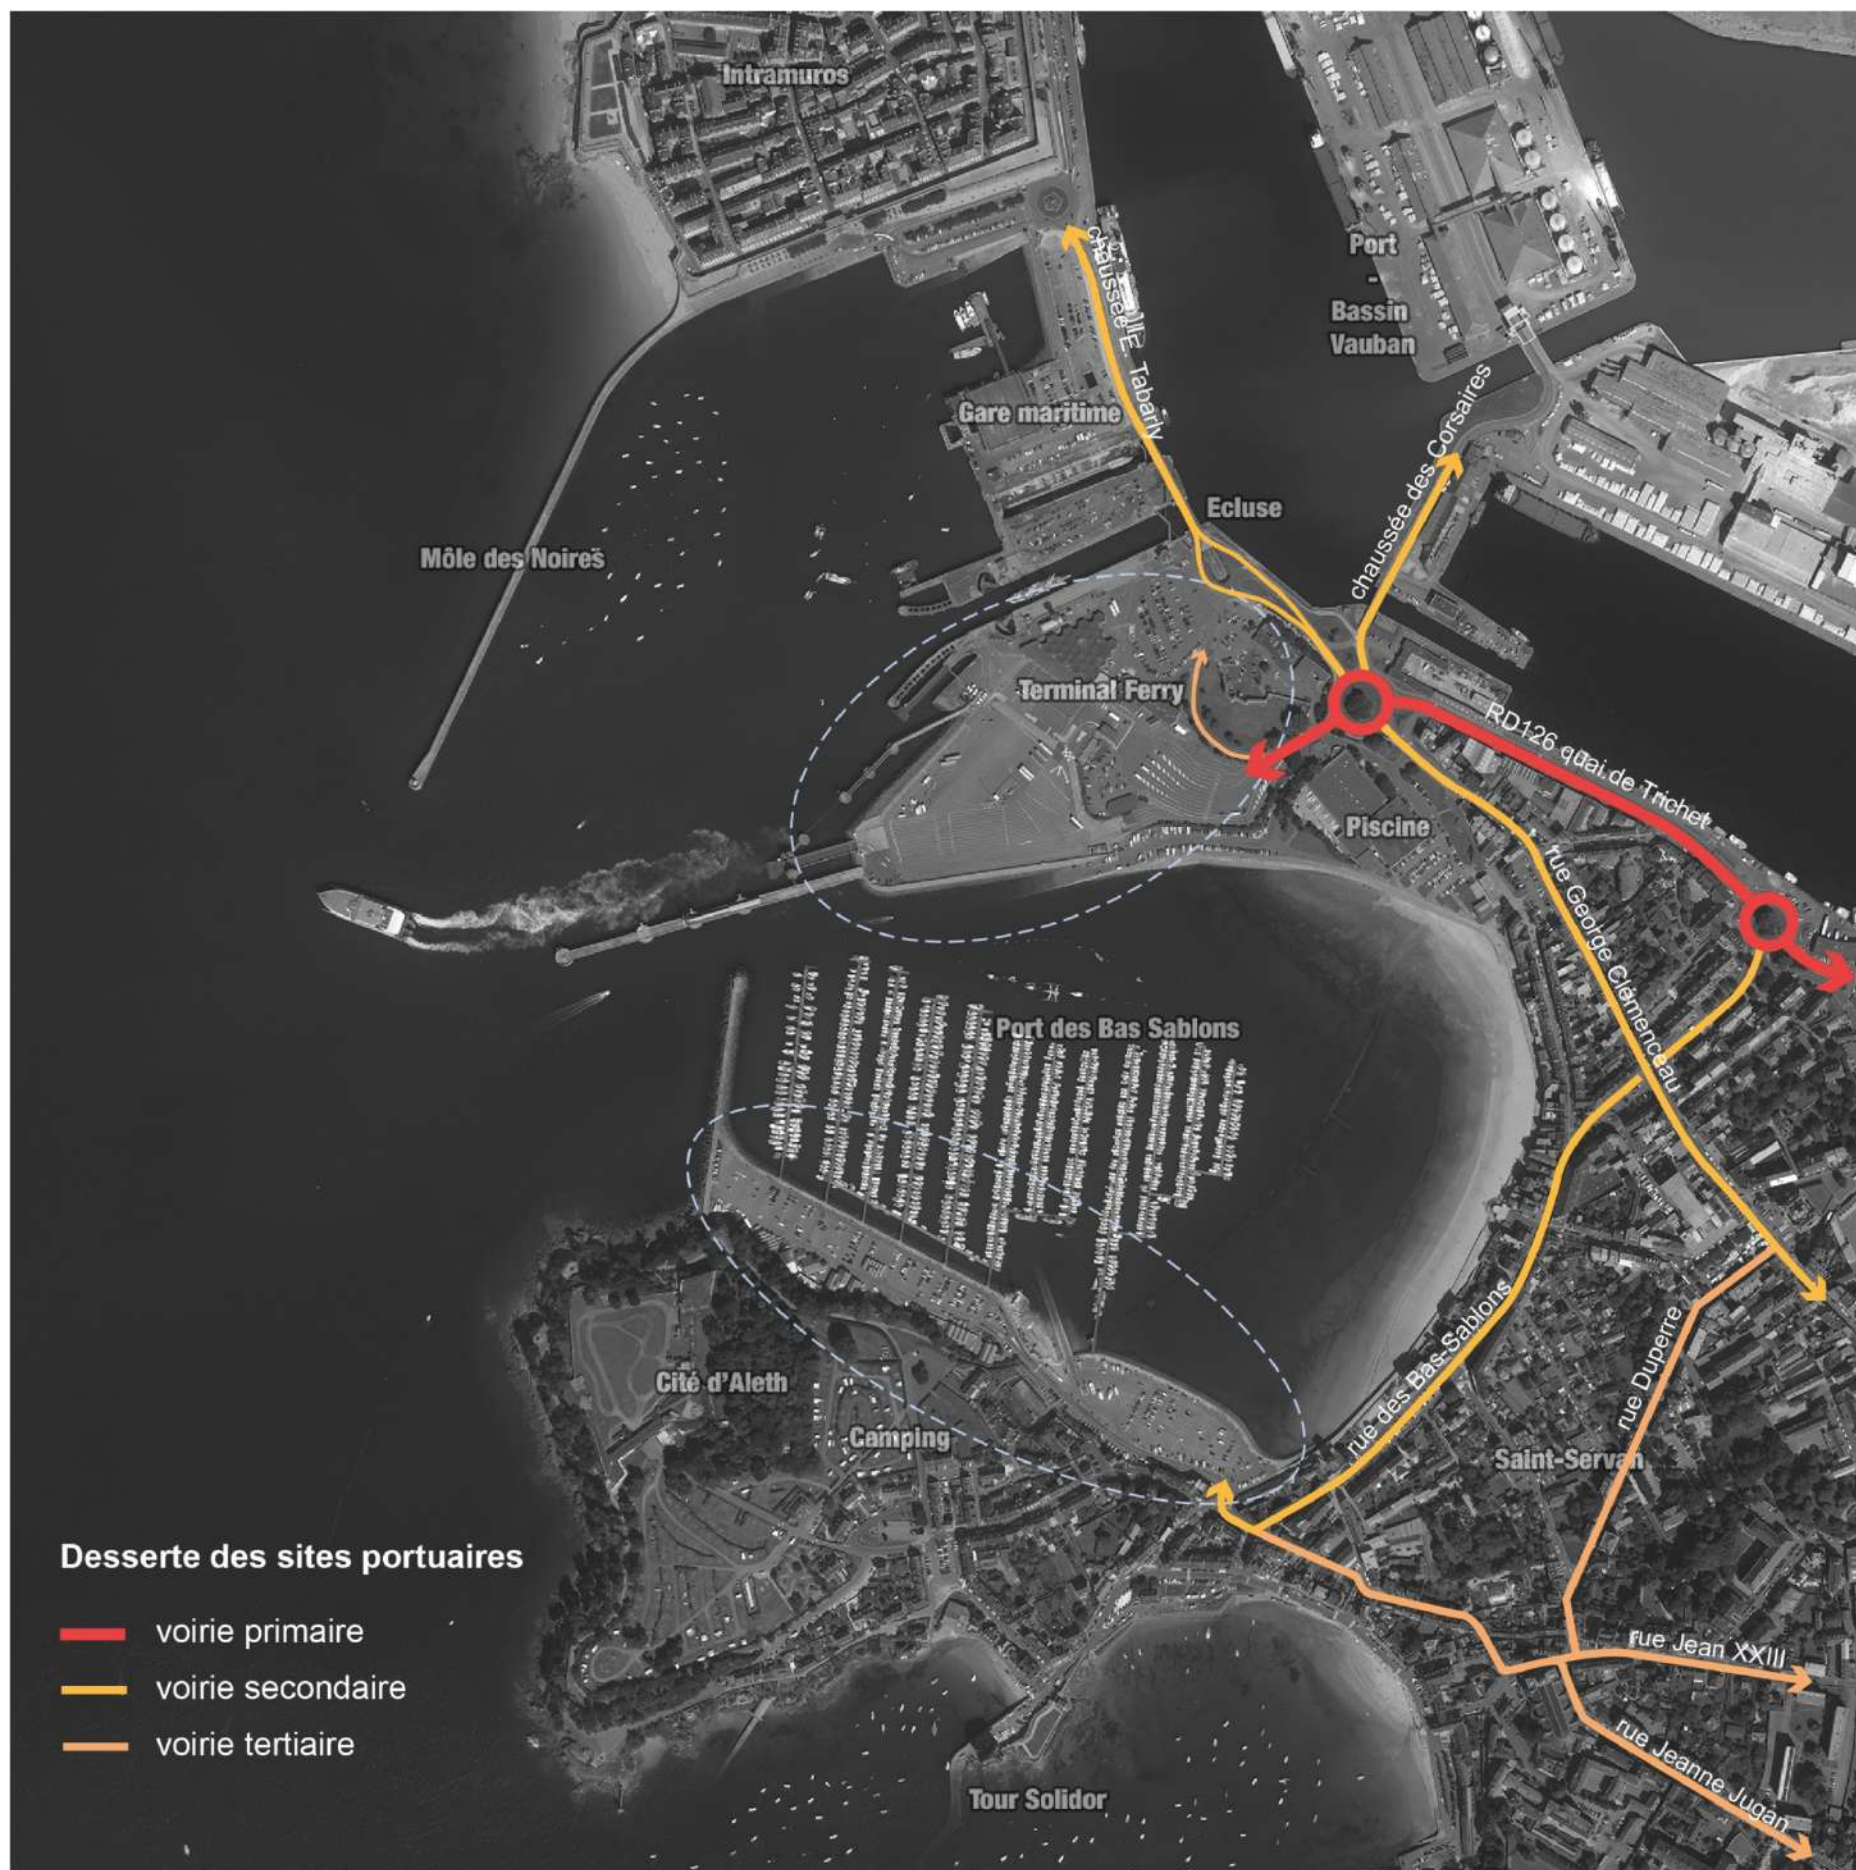 Intramuros
Port
-
Bassin
Vauban
chaussée E. Tabarly
Gare maritime
chaussée des Corsaires
Ecluse
Môle des Noires
Terminal Ferry
RD126 quai de Trichet
Piscine
rue George Clémenceau
Port des Bas Sablons
rue des Bas-Sablons
rue Duperre
Cité d'Aleth
Camping
Saint-Servan
Desserte des sites portuaires
voirie primaire
voirie secondaire
voirie tertiaire
rue Jean XXIII
rue Jeanne Jugan
Tour Solidor